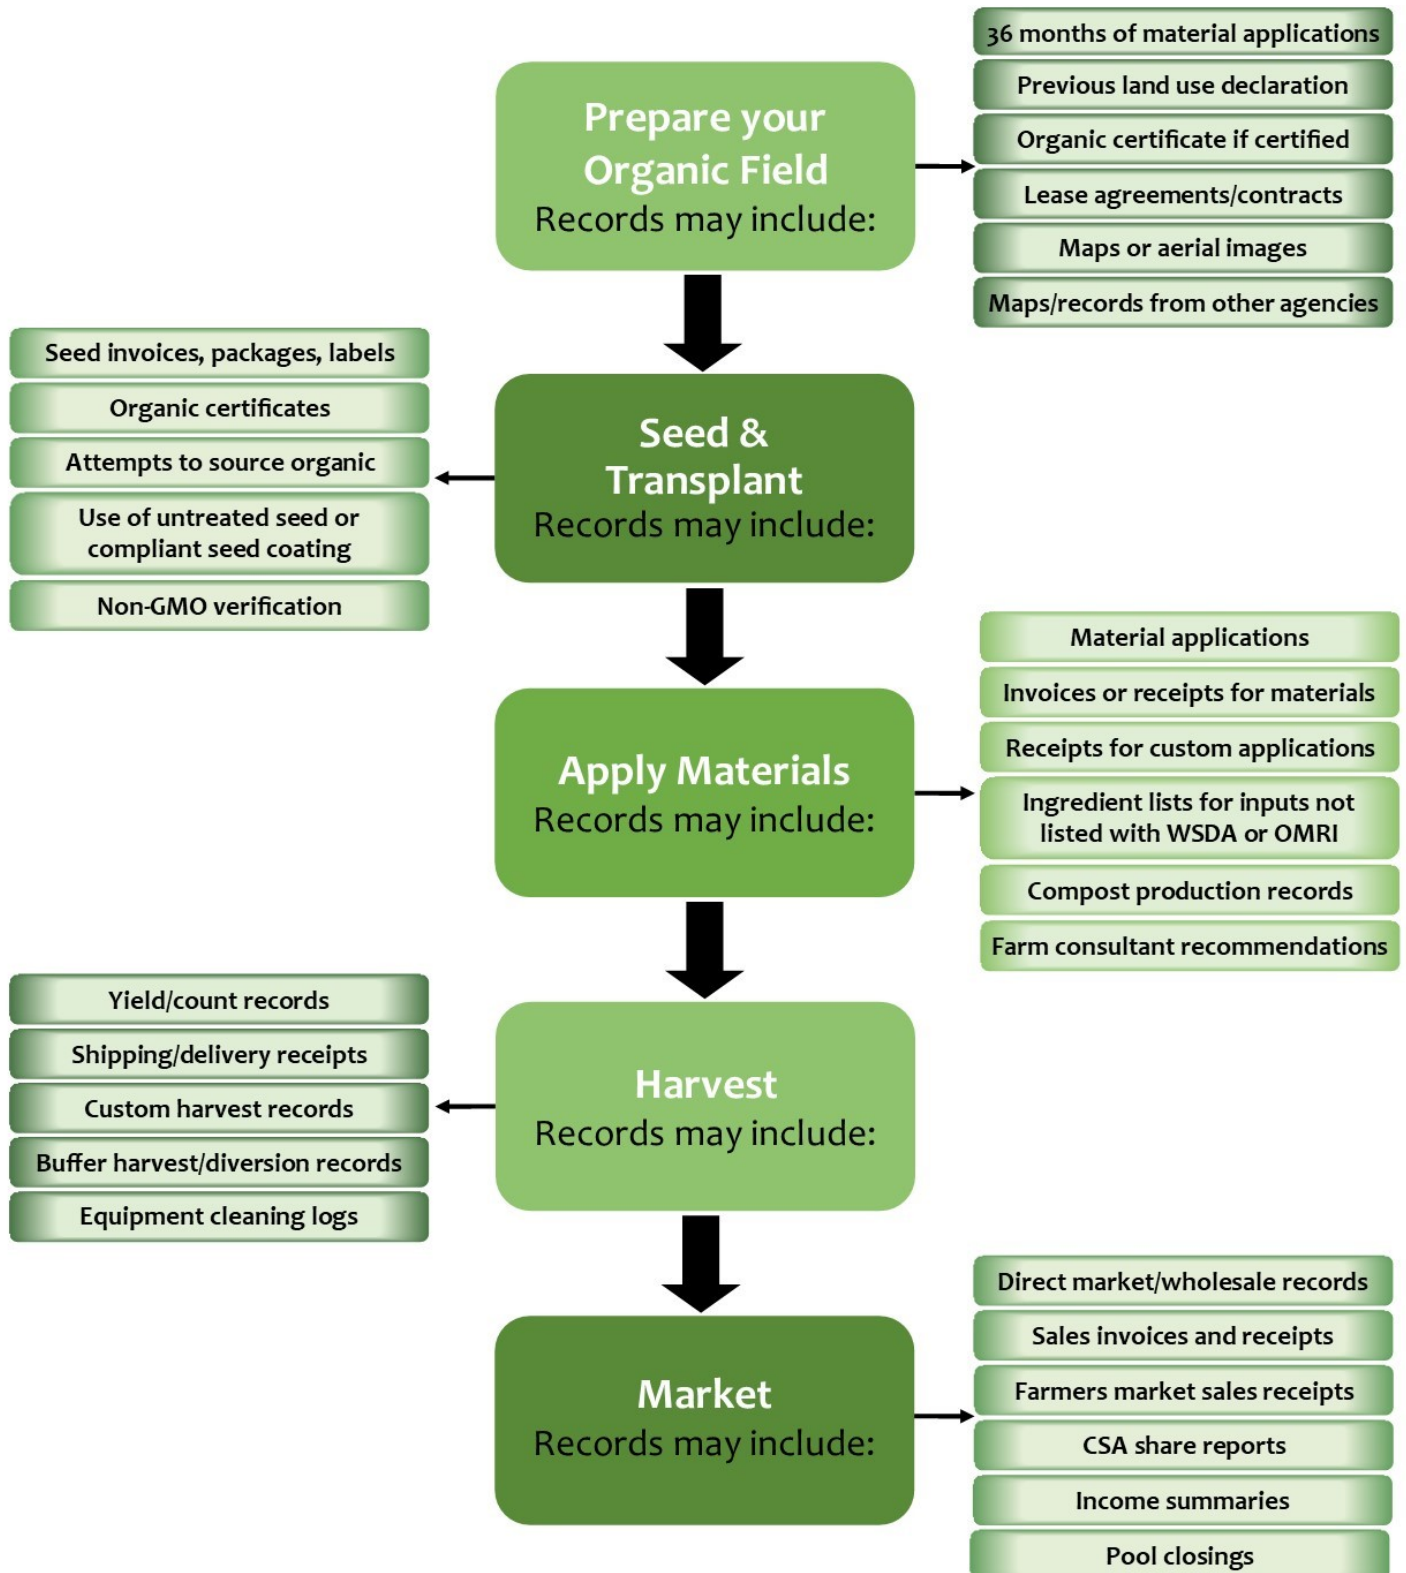 Prepare your
Organic Field
Records may include:
36 months of material applications
Previous land use declaration
Organic certificate if certified
Lease agreements/contracts
Maps or aerial images
Maps/records from other agencies
Seed &
Transplant
Records may include:
Seed invoices, packages, labels
Organic certificates
Attempts to source organic
Use of untreated seed or
compliant seed coating
Non-GMO verification
Apply Materials
Records may include:
Material applications
Invoices or receipts for materials
Receipts for custom applications
Ingredient lists for inputs not
listed with WSDA or OMRI
Compost production records
Farm consultant recommendations
Harvest
Records may include:
Yield/count records
Shipping/delivery receipts
Custom harvest records
Buffer harvest/diversion records
Equipment cleaning logs
Market
Records may include:
Direct market/wholesale records
Sales invoices and receipts
Farmers market sales receipts
CSA share reports
Income summaries
Pool closings